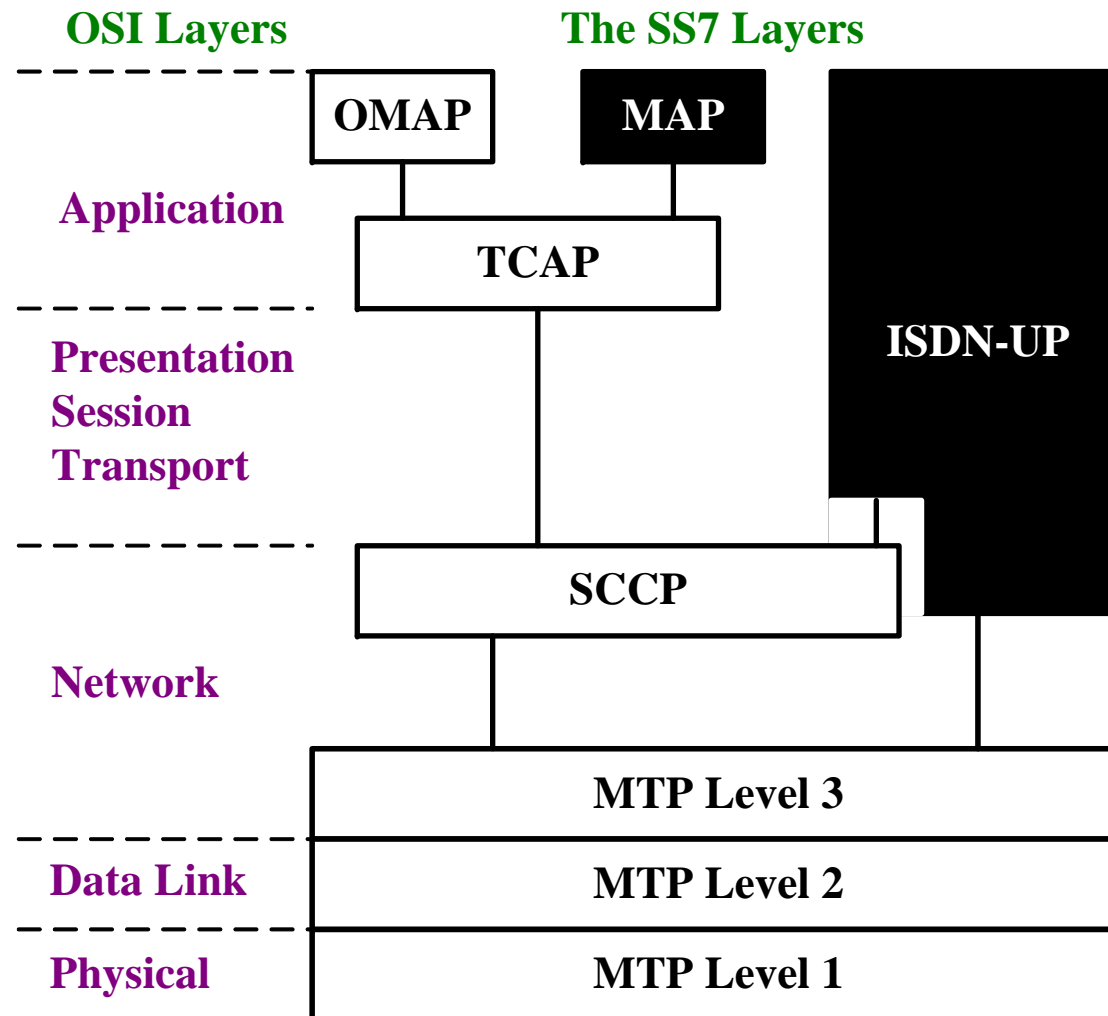 OSI Layers
The SS7 Layers
OMAP
MAP
Application
TCAP
Presentation
Session
Transport
ISDN-UP
SCCP
Network
MTP Level 3
Data Link
MTP Level 2
Physical
MTP Level 1